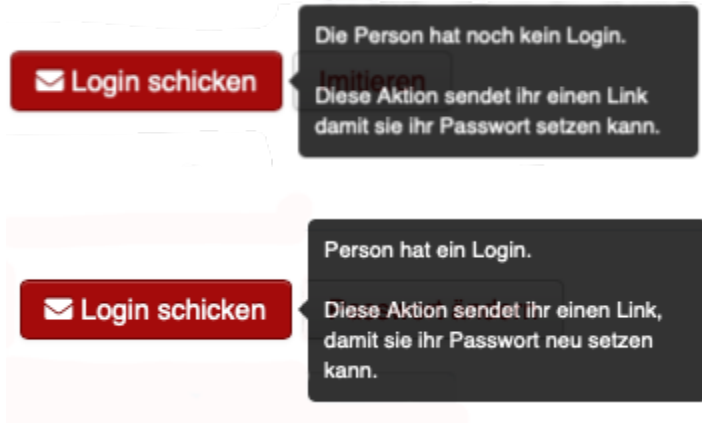 Die Person hat noch kein Login.
Login schicken
Imitieren
Diese Aktion sendet ihr einen Link
damit sie ihr Passwort setzen kann.
Person hat ein Login.
Login schicken
Diese Aktion sendet ihr einen Link,
damit sie ihr Passwort neu setzen
kann.